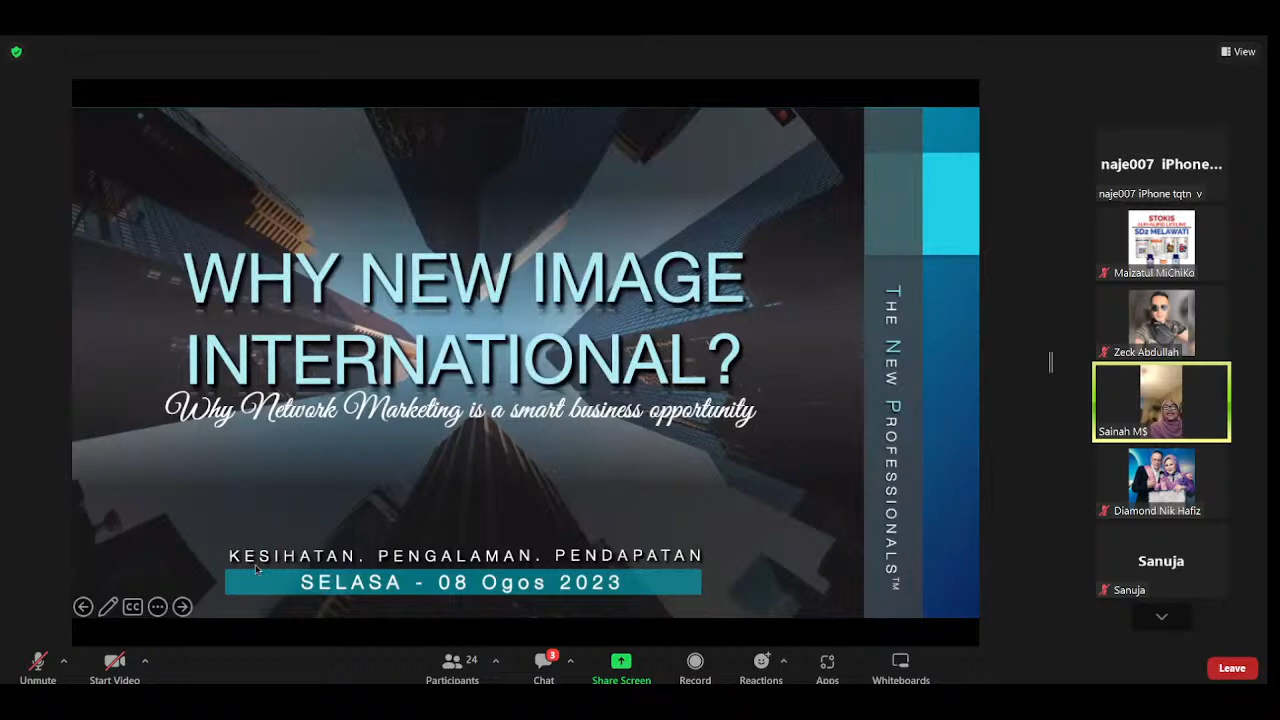 View
WHY NEW IMAGE
INTERNATIONAL?
Why Network Marketing is a smart business opportunity
KESIHATAN. PENGALAMAN. PENDAPATAN
SELASA - 08 Ogos 2023
THE NEW PROFESSIONALS™
CC
naje007 iPhone...
naje007 iPhone tqtn v
STOKIS
SD2 MELAWATI
Maizatul MiChiKo
Zeck Abdullah
Sainah M$
Diamond Nik Hafiz
Sanuja
Sanuja
Unmute
Start Video
24
Participants
3
Chat
Share Screen
Record
Reactions
Apps
Whiteboards
Leave